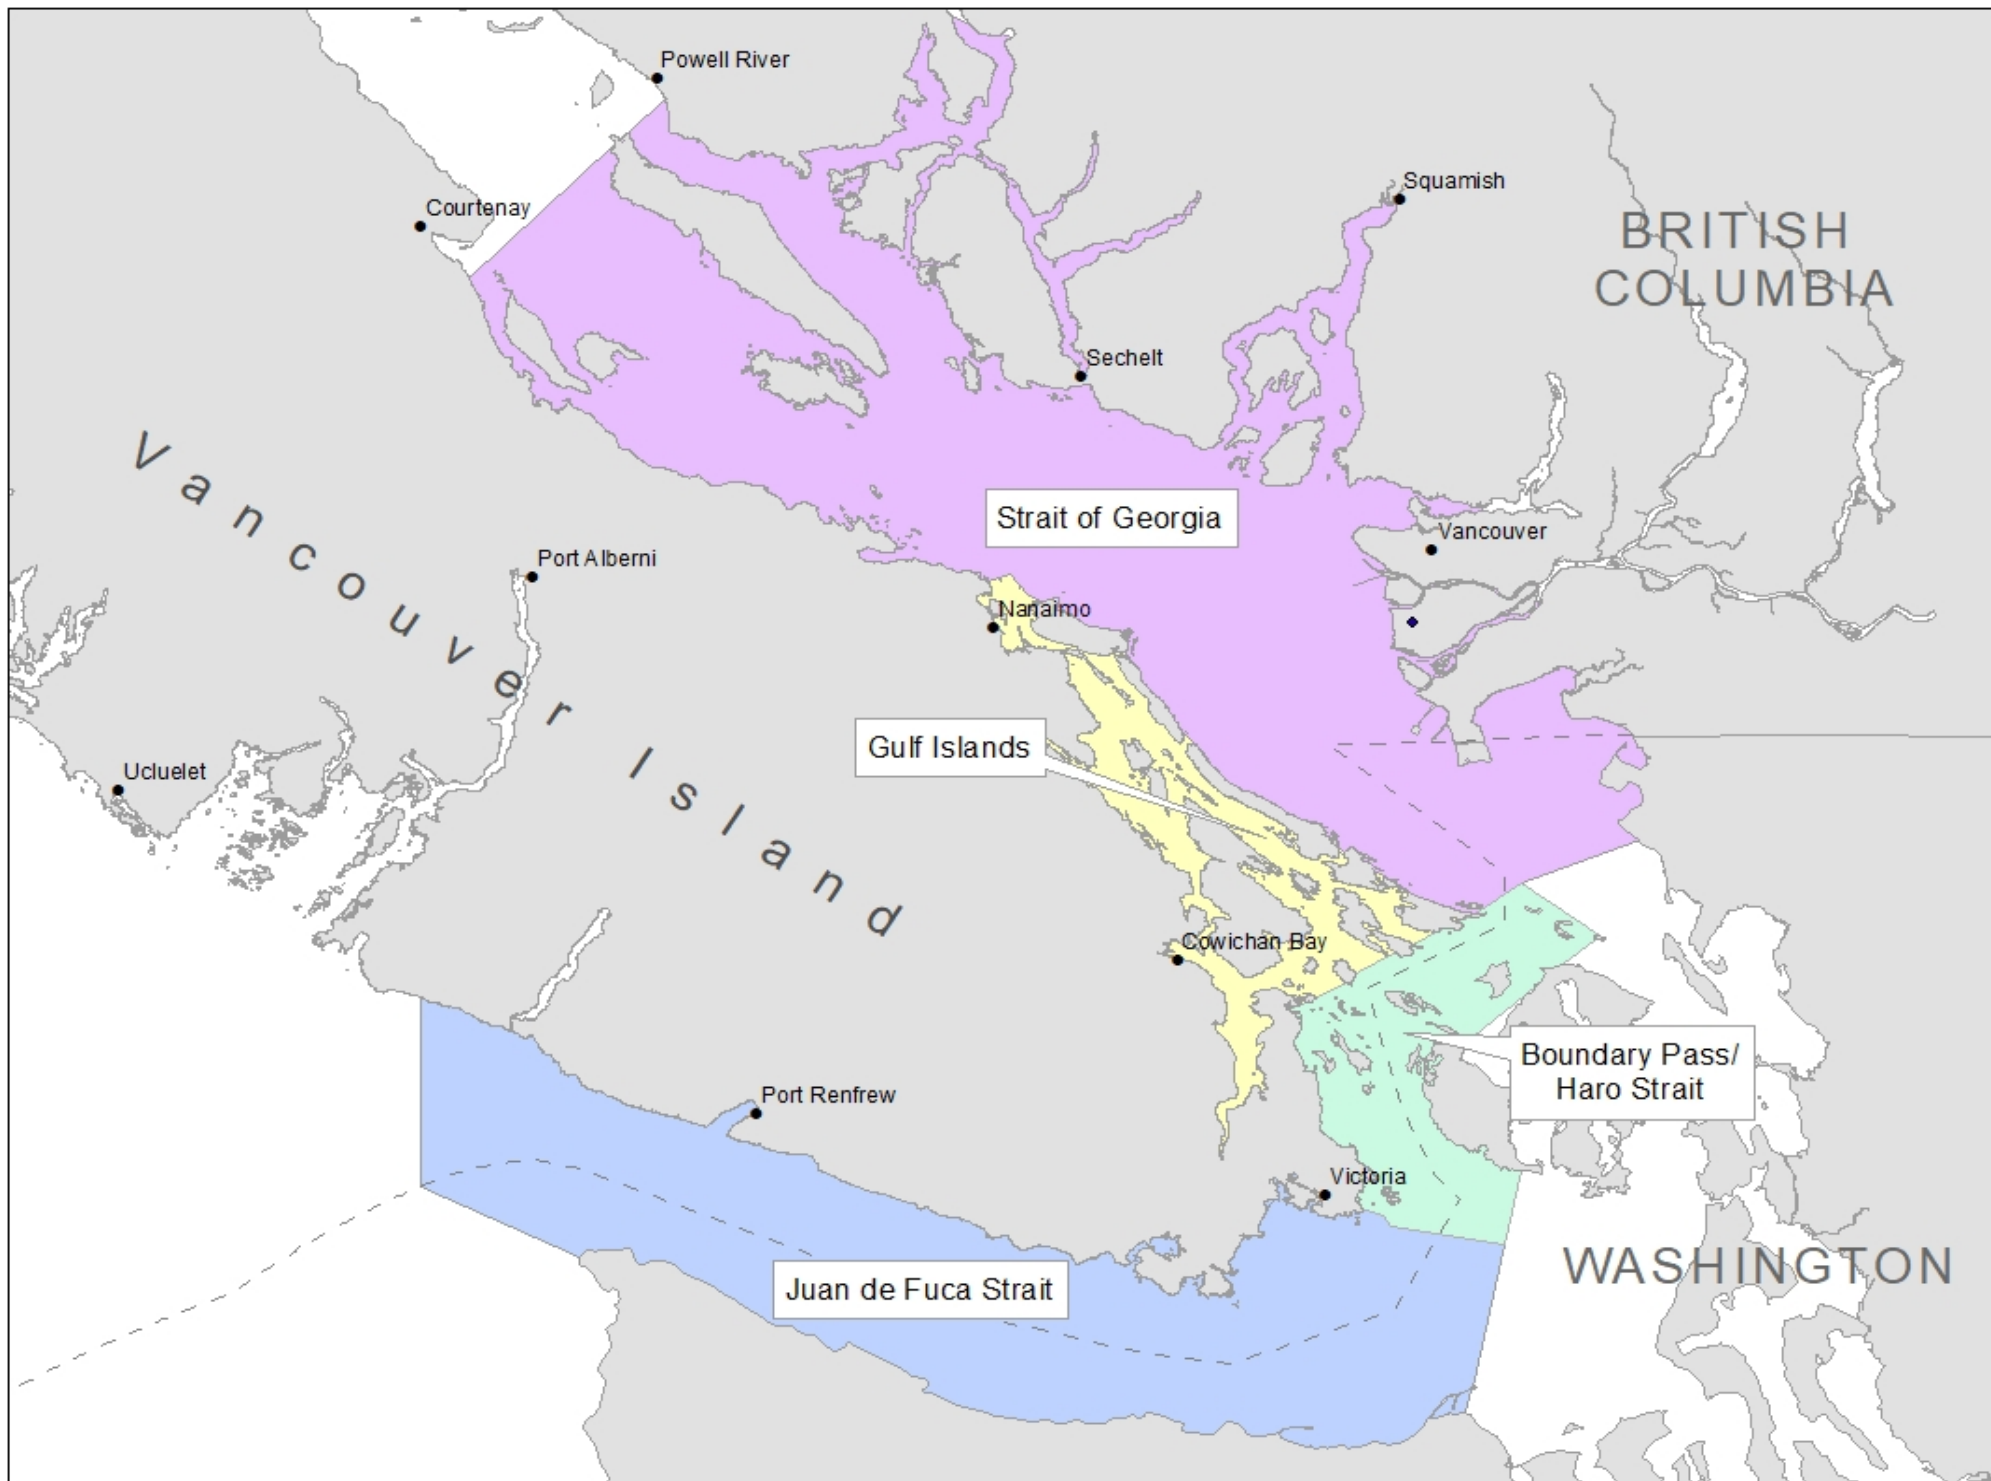 Powell River
Squamish
Courtenay
BRITISH
COLUMBIA
Sechelt
Strait of Georgia
Vancouver
Port Alberni
Nanaimo
Vancouver Island
Gulf Islands
Ucluelet
Cowichan Bay
Boundary Pass/
Haro Strait
Port Renfrew
Victoria
WASHINGTON
Juan de Fuca Strait